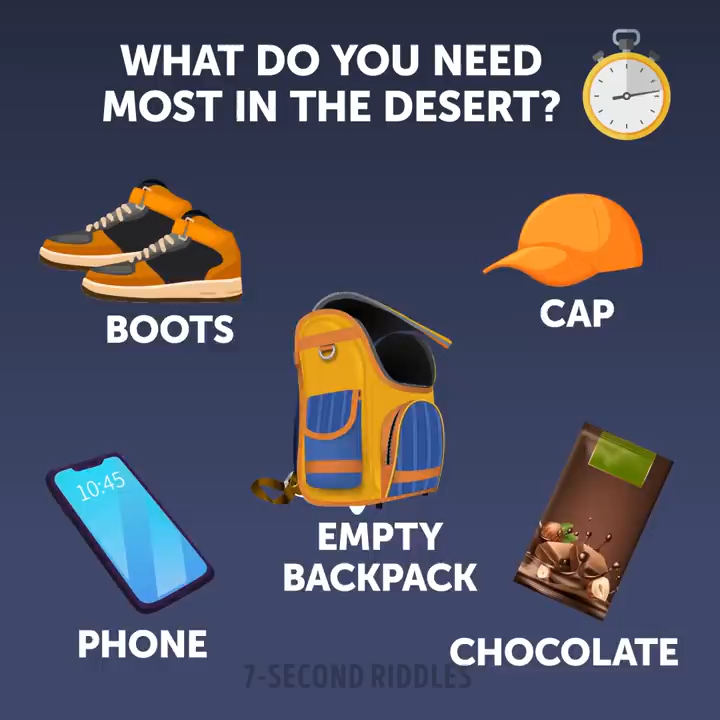 WHAT DO YOU NEED
MOST IN THE DESERT?
BOOTS
CAP
10:45
EMPTY
BACKPACK
PHONE
CHOCOLATE
7-SECOND RIDDLES